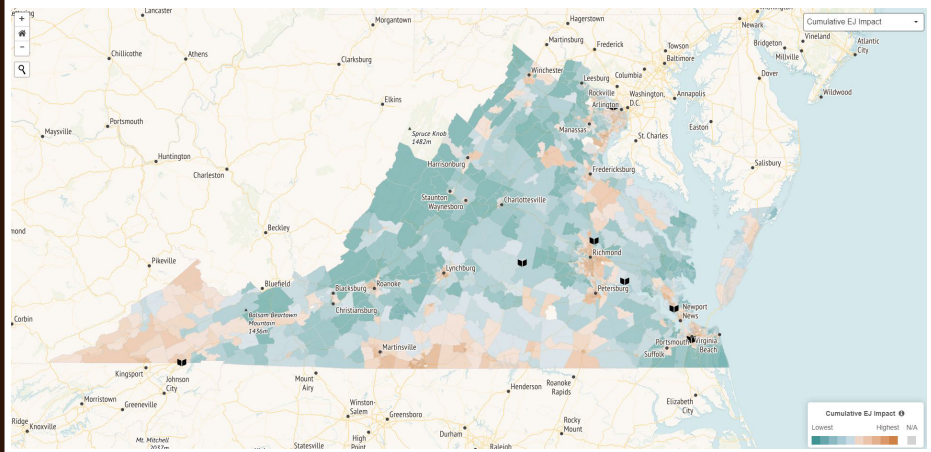 Lancaster
Morgantown
Hagerstown
Newark
Cumulative EJ Impact
Vineland
Bridgeton
Millville
Atlantic
City
Martinsburg
Frederick
Towson
Baltimore
Chillicothe
Athens
Clarksburg
Winchester
Leesburg
Columbia
Rockville
Washington,
D.C.
Arlington
Annapolis
Dover
Wildwood
Elkins
Maysville
Portsmouth
Spruce Knob
1482m
Manassas
St. Charles
Easton
Huntington
Charleston
Harrisonburg
Fredericksburg
Salisbury
Staunton
Waynesboro
Charlottesville
mond
Beckley
Pikeville
Richmond
Bluefield
Lynchburg
Blacksburg
Roanoke
Petersburg
Christiansburg
Balsam Beartown
Mountain
1436m
Newport
News
Corbin
Martinsville
Portsmouth
Virginia
Beach
Suffolk
Kingsport
Johnson
City
Mount
Airy
Henderson
Roanoke
Rapids
Elizabeth
City
Morristown
Greeneville
Winston-
Salem
Greensboro
Rocky
Mount
Ridge
Knoxville
Mt. Mitchell
2037m
Statesville
High
Point
Durham
Raleigh
Cumulative EJ Impact
Lowest
Highest
N/A